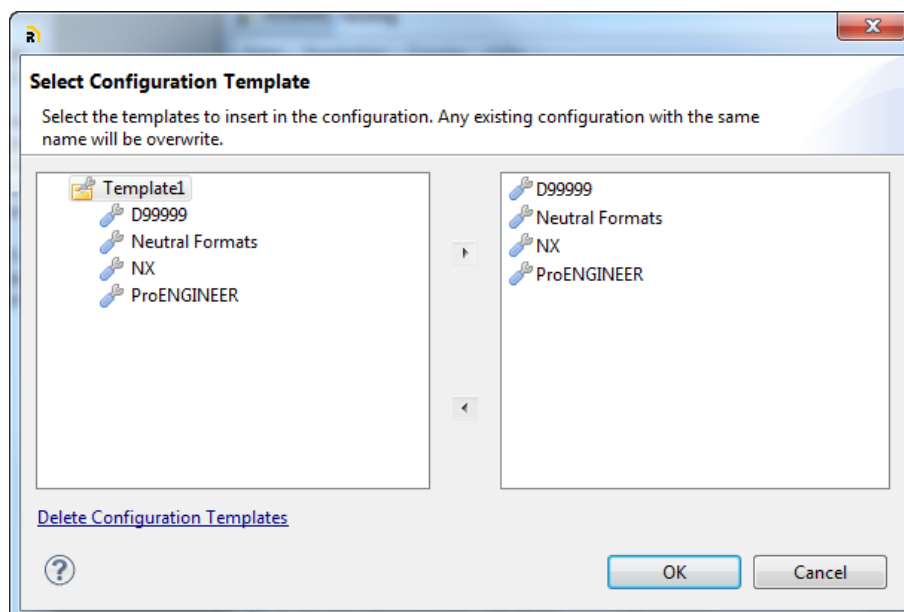 Select Configuration Template
Select the templates to insert in the configuration. Any existing configuration with the same
name will be overwrite.
Template1
D99999
Neutral Formats
NX
ProENGINEER
D99999
Neutral Formats
NX
ProENGINEER
Delete Configuration Templates
OK
Cancel